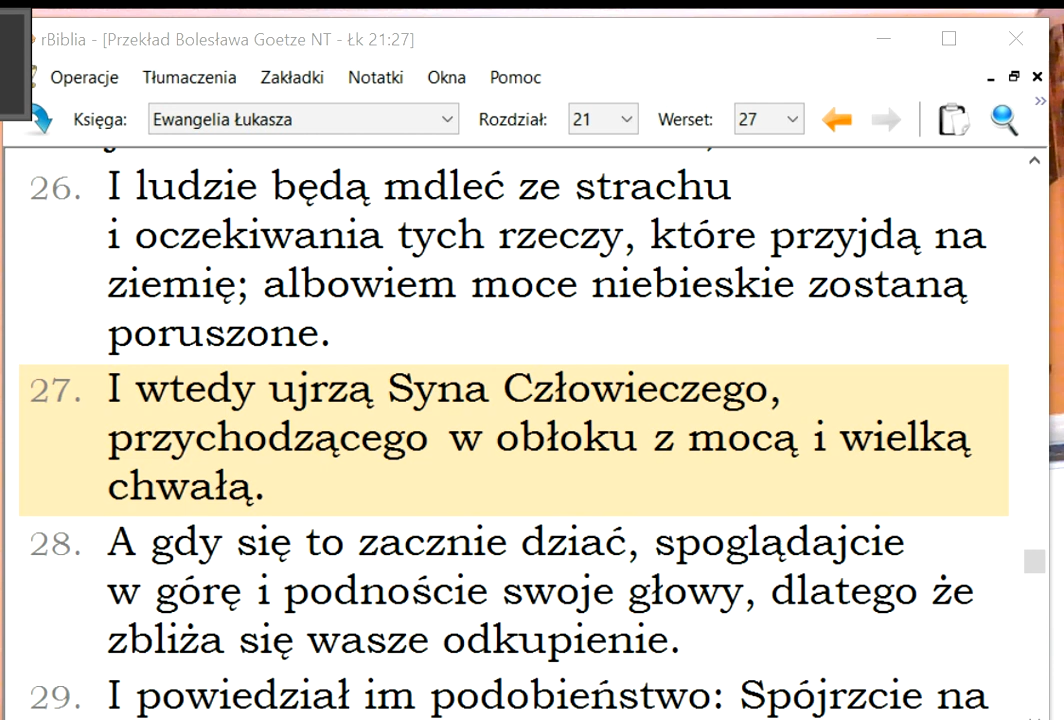 rBiblia - [Przekład Bolesława Goetze NT - Łk 21:27]
Operacje Tłumaczenia Zakładki Notatki Okna Pomoc
Księga: Ewangelia Łukasza Rozdział: 21 Werset: 27
26. I ludzie będą mdleć ze strachu
i oczekiwania tych rzeczy, które przyjdą na
ziemię; albowiem moce niebieskie zostaną
poruszone.
27. I wtedy ujrzą Syna Człowieczego,
przychodzącego w obłoku z mocą i wielką
chwałą.
28. A gdy się to zacznie dziać, spoglądajcie
w górę i podnoście swoje głowy, dlatego że
zbliża się wasze odkupienie.
29. I powiedział im podobieństwo: Spójrzcie na